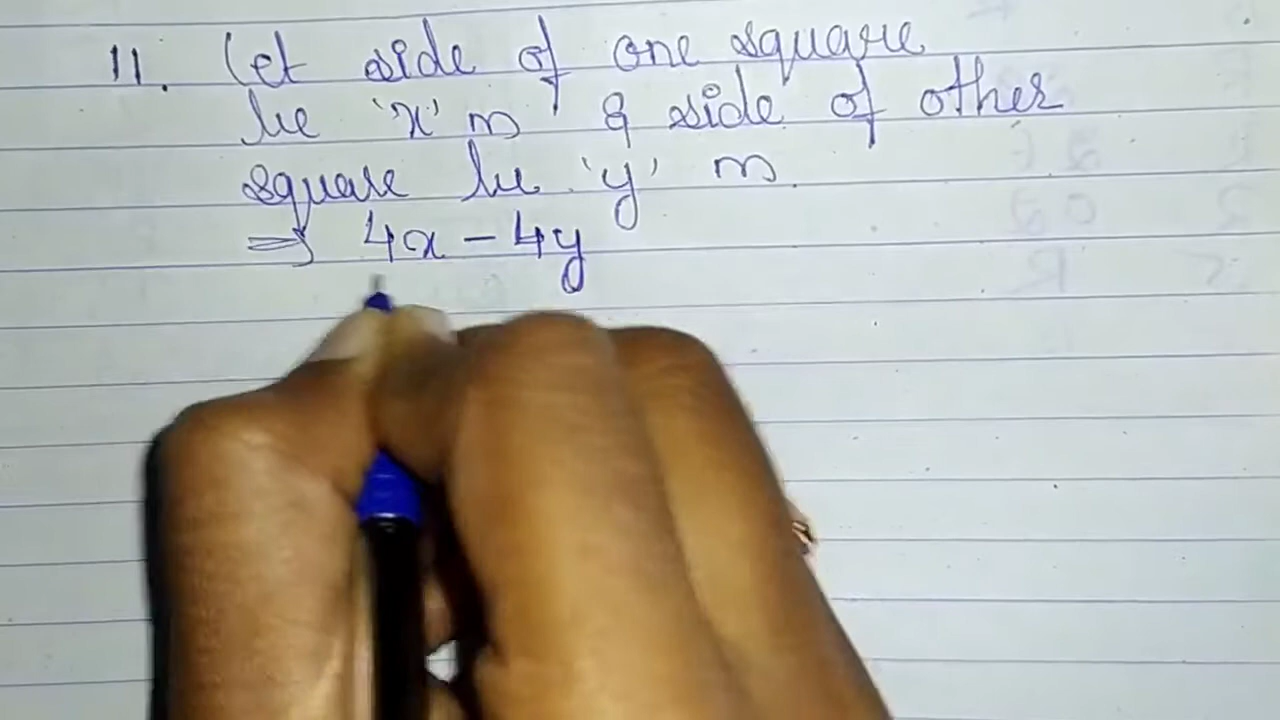 11. Let side of one square
be 'x' m & side of other
square be 'y' m.
⇒ 4x - 4y